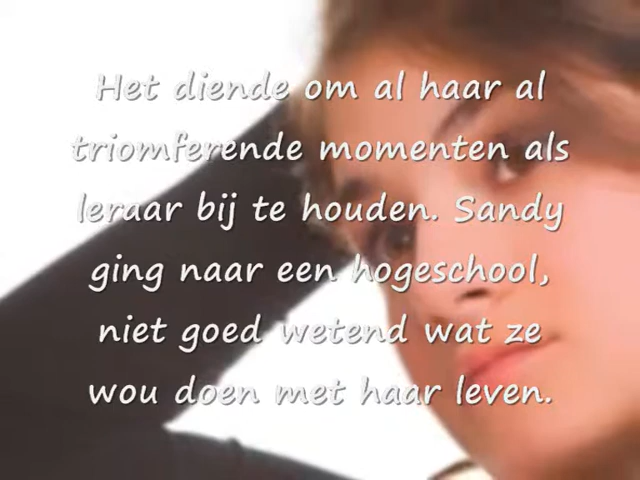 Het diende om al haar al
triomferende momenten als
leraar bij te houden. Sandy
ging naar een hogeschool,
niet goed wetend wat ze
wou doen met haar leven.